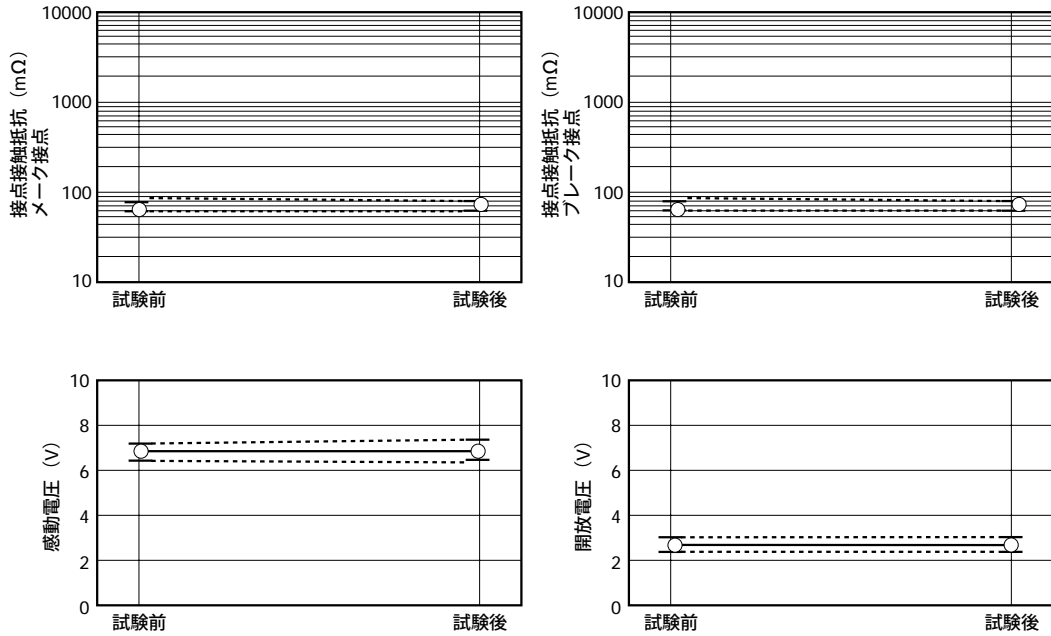 接点接触抵抗 (mΩ)
メーク接点
10000
1000
100
10
試験前
試験後
接点接触抵抗 (mΩ)
ブレーク接点
10000
1000
100
10
試験前
試験後
感動電圧 (V)
10
8
6
4
2
0
試験前
試験後
開放電圧 (V)
10
8
6
4
2
0
試験前
試験後